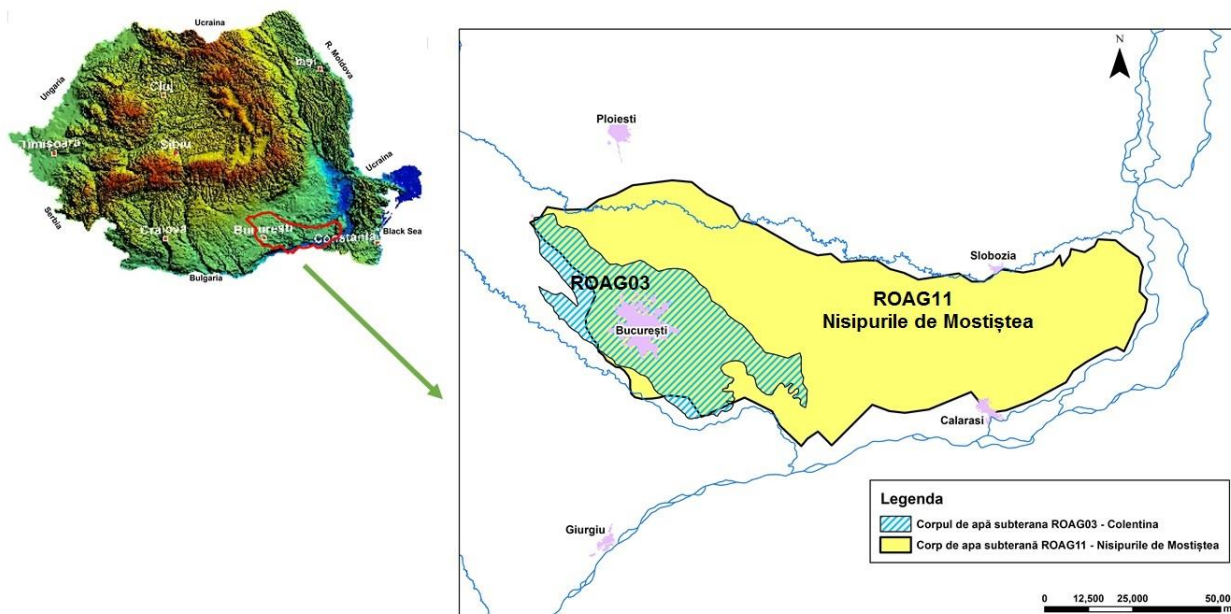 Ucraina
R. Moldova
Ungaria
Cluj
Iași
Timișoara
Sibiu
Ucraina
Serbia
Craiova
București
Constanța
Black Sea
Bulgaria
N
Ploiesti
ROAG03
București
Slobozia
ROAG11
Nisipurile de Mostiștea
Calarasi
Giurgiu
Legenda
Corpul de apă subterana ROAG03 - Colentina
Corp de apa subterană ROAG11 - Nisipurile de Mostiștea
0 12,500 25,000 50,00
m